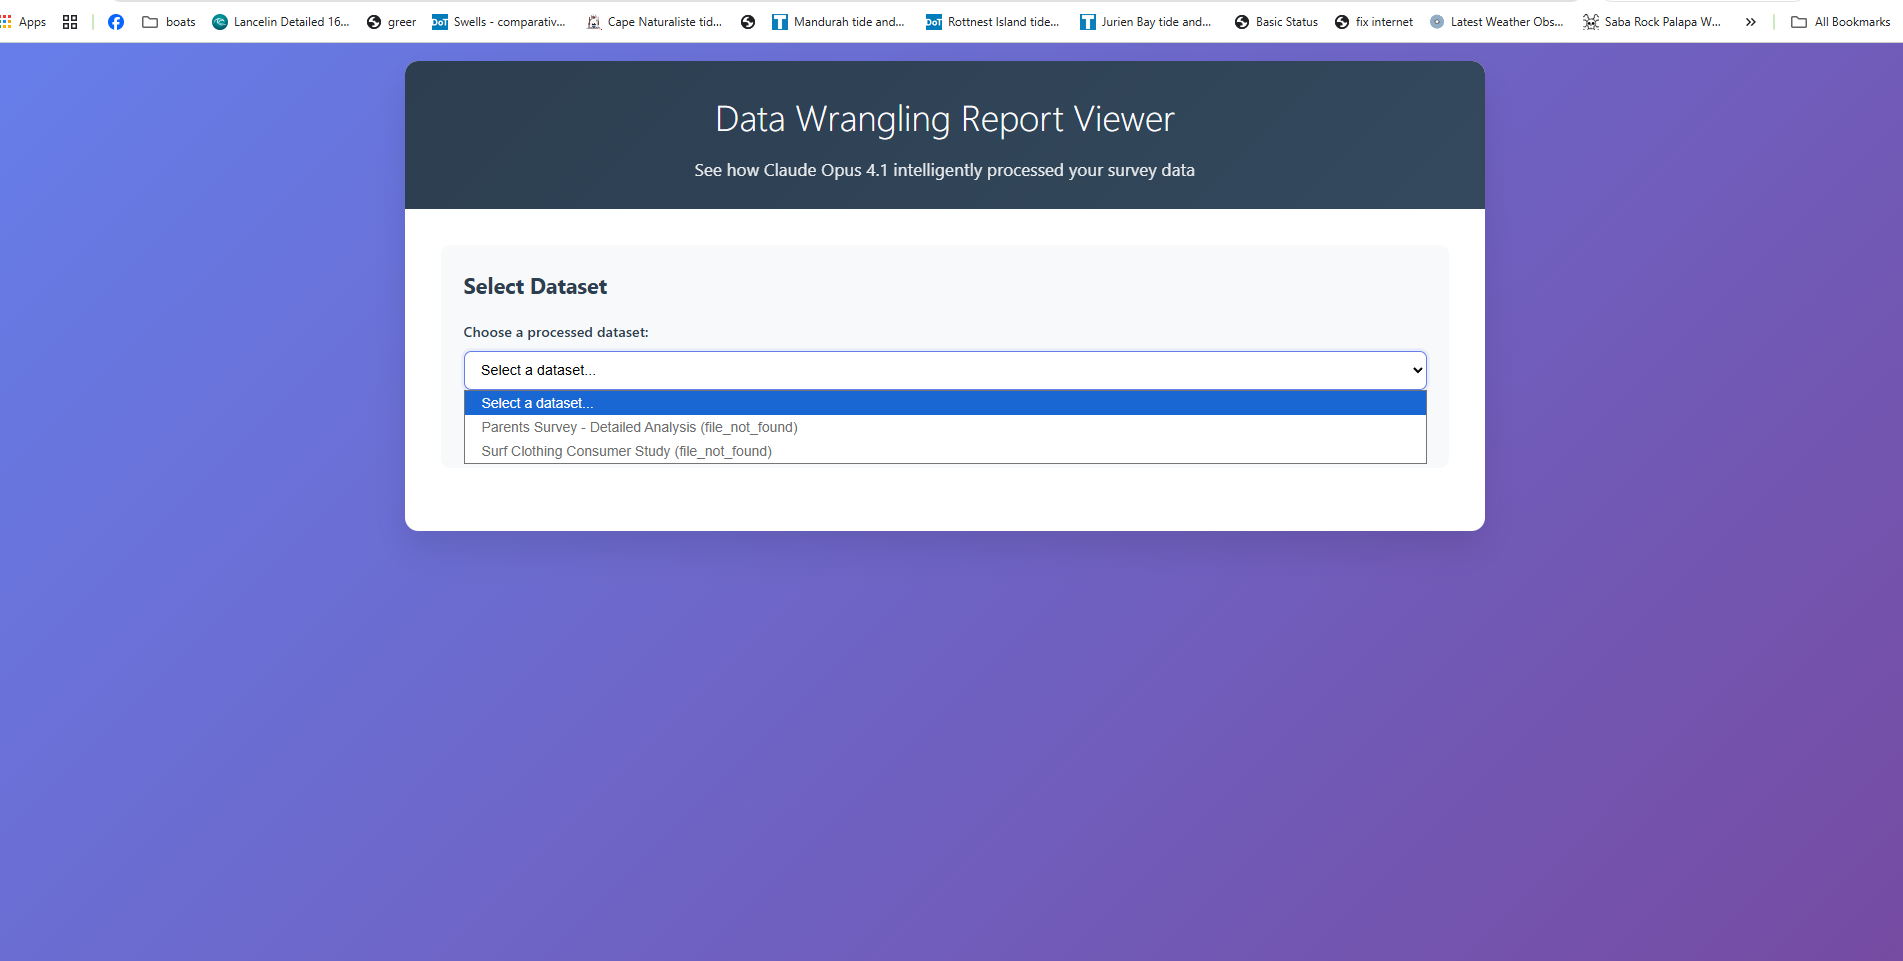 Apps boats Lancelin Detailed 16... greer DoT Swells - comparativ... Cape Naturaliste tid... T Mandurah tide and... DoT Rottnest Island tide... T Jurien Bay tide and... Basic Status fix internet Latest Weather Obs... Saba Rock Palapa W... » All Bookmarks
Data Wrangling Report Viewer
See how Claude Opus 4.1 intelligently processed your survey data
Select Dataset
Choose a processed dataset:
Select a dataset...
Select a dataset...
Parents Survey - Detailed Analysis (file_not_found)
Surf Clothing Consumer Study (file_not_found)